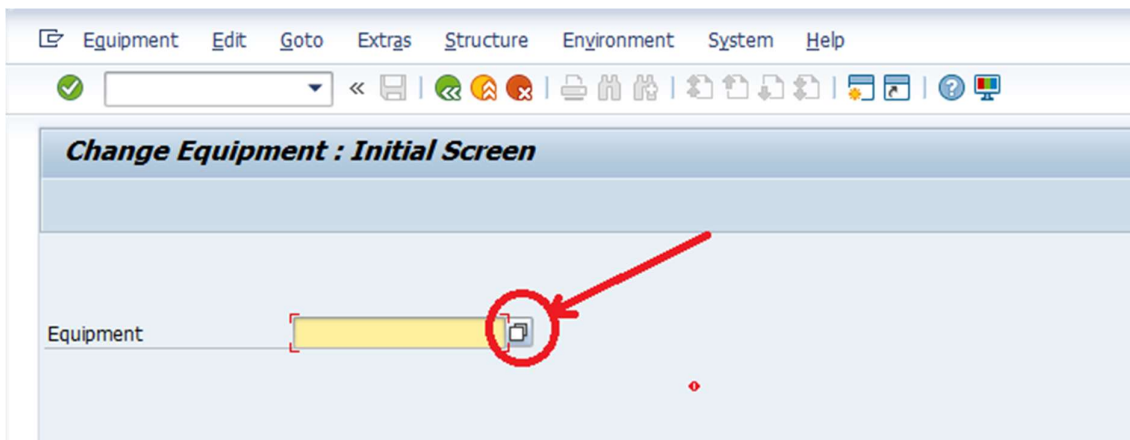 Equipment Edit Goto Extras Structure Environment System Help
Change Equipment : Initial Screen
Equipment